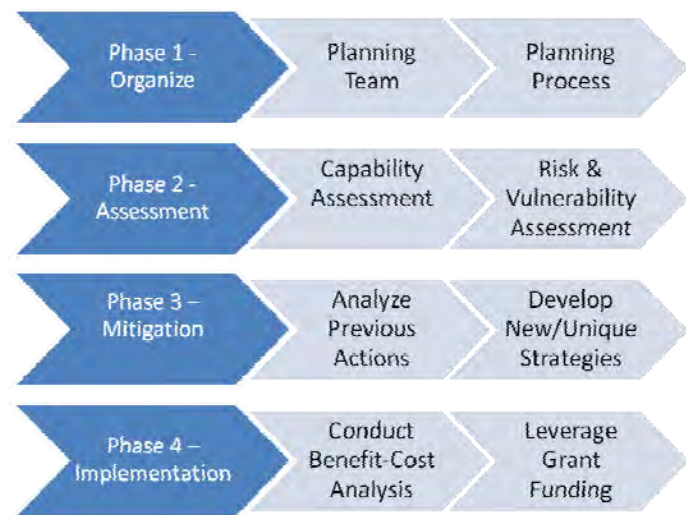 Phase 1 -
Organize
Planning
Team
Planning
Process
Phase 2 -
Assessment
Capability
Assessment
Risk &
Vulnerability
Assessment
Phase 3 –
Mitigation
Analyze
Previous
Actions
Develop
New/Unique
Strategies
Phase 4 –
Implementation
Conduct
Benefit-Cost
Analysis
Leverage
Grant
Funding